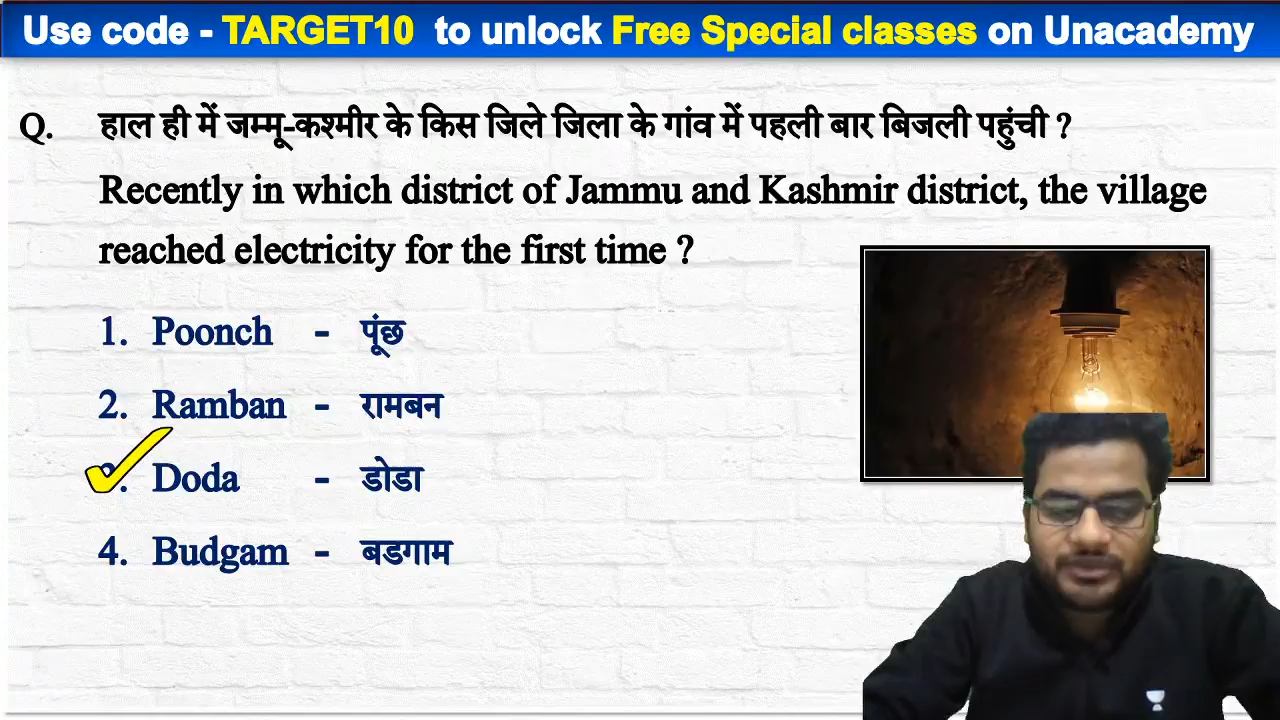 Use code - TARGET10 to unlock Free Special classes on Unacademy
Q. हाल ही में जम्मू-कश्मीर के किस जिले जिला के गांव में पहली बार बिजली पहुंची ?
Recently in which district of Jammu and Kashmir district, the village
reached electricity for the first time ?
1. Poonch - पूंछ
2. Ramban - रामबन
Doda - डोडा
4. Budgam - बडगाम